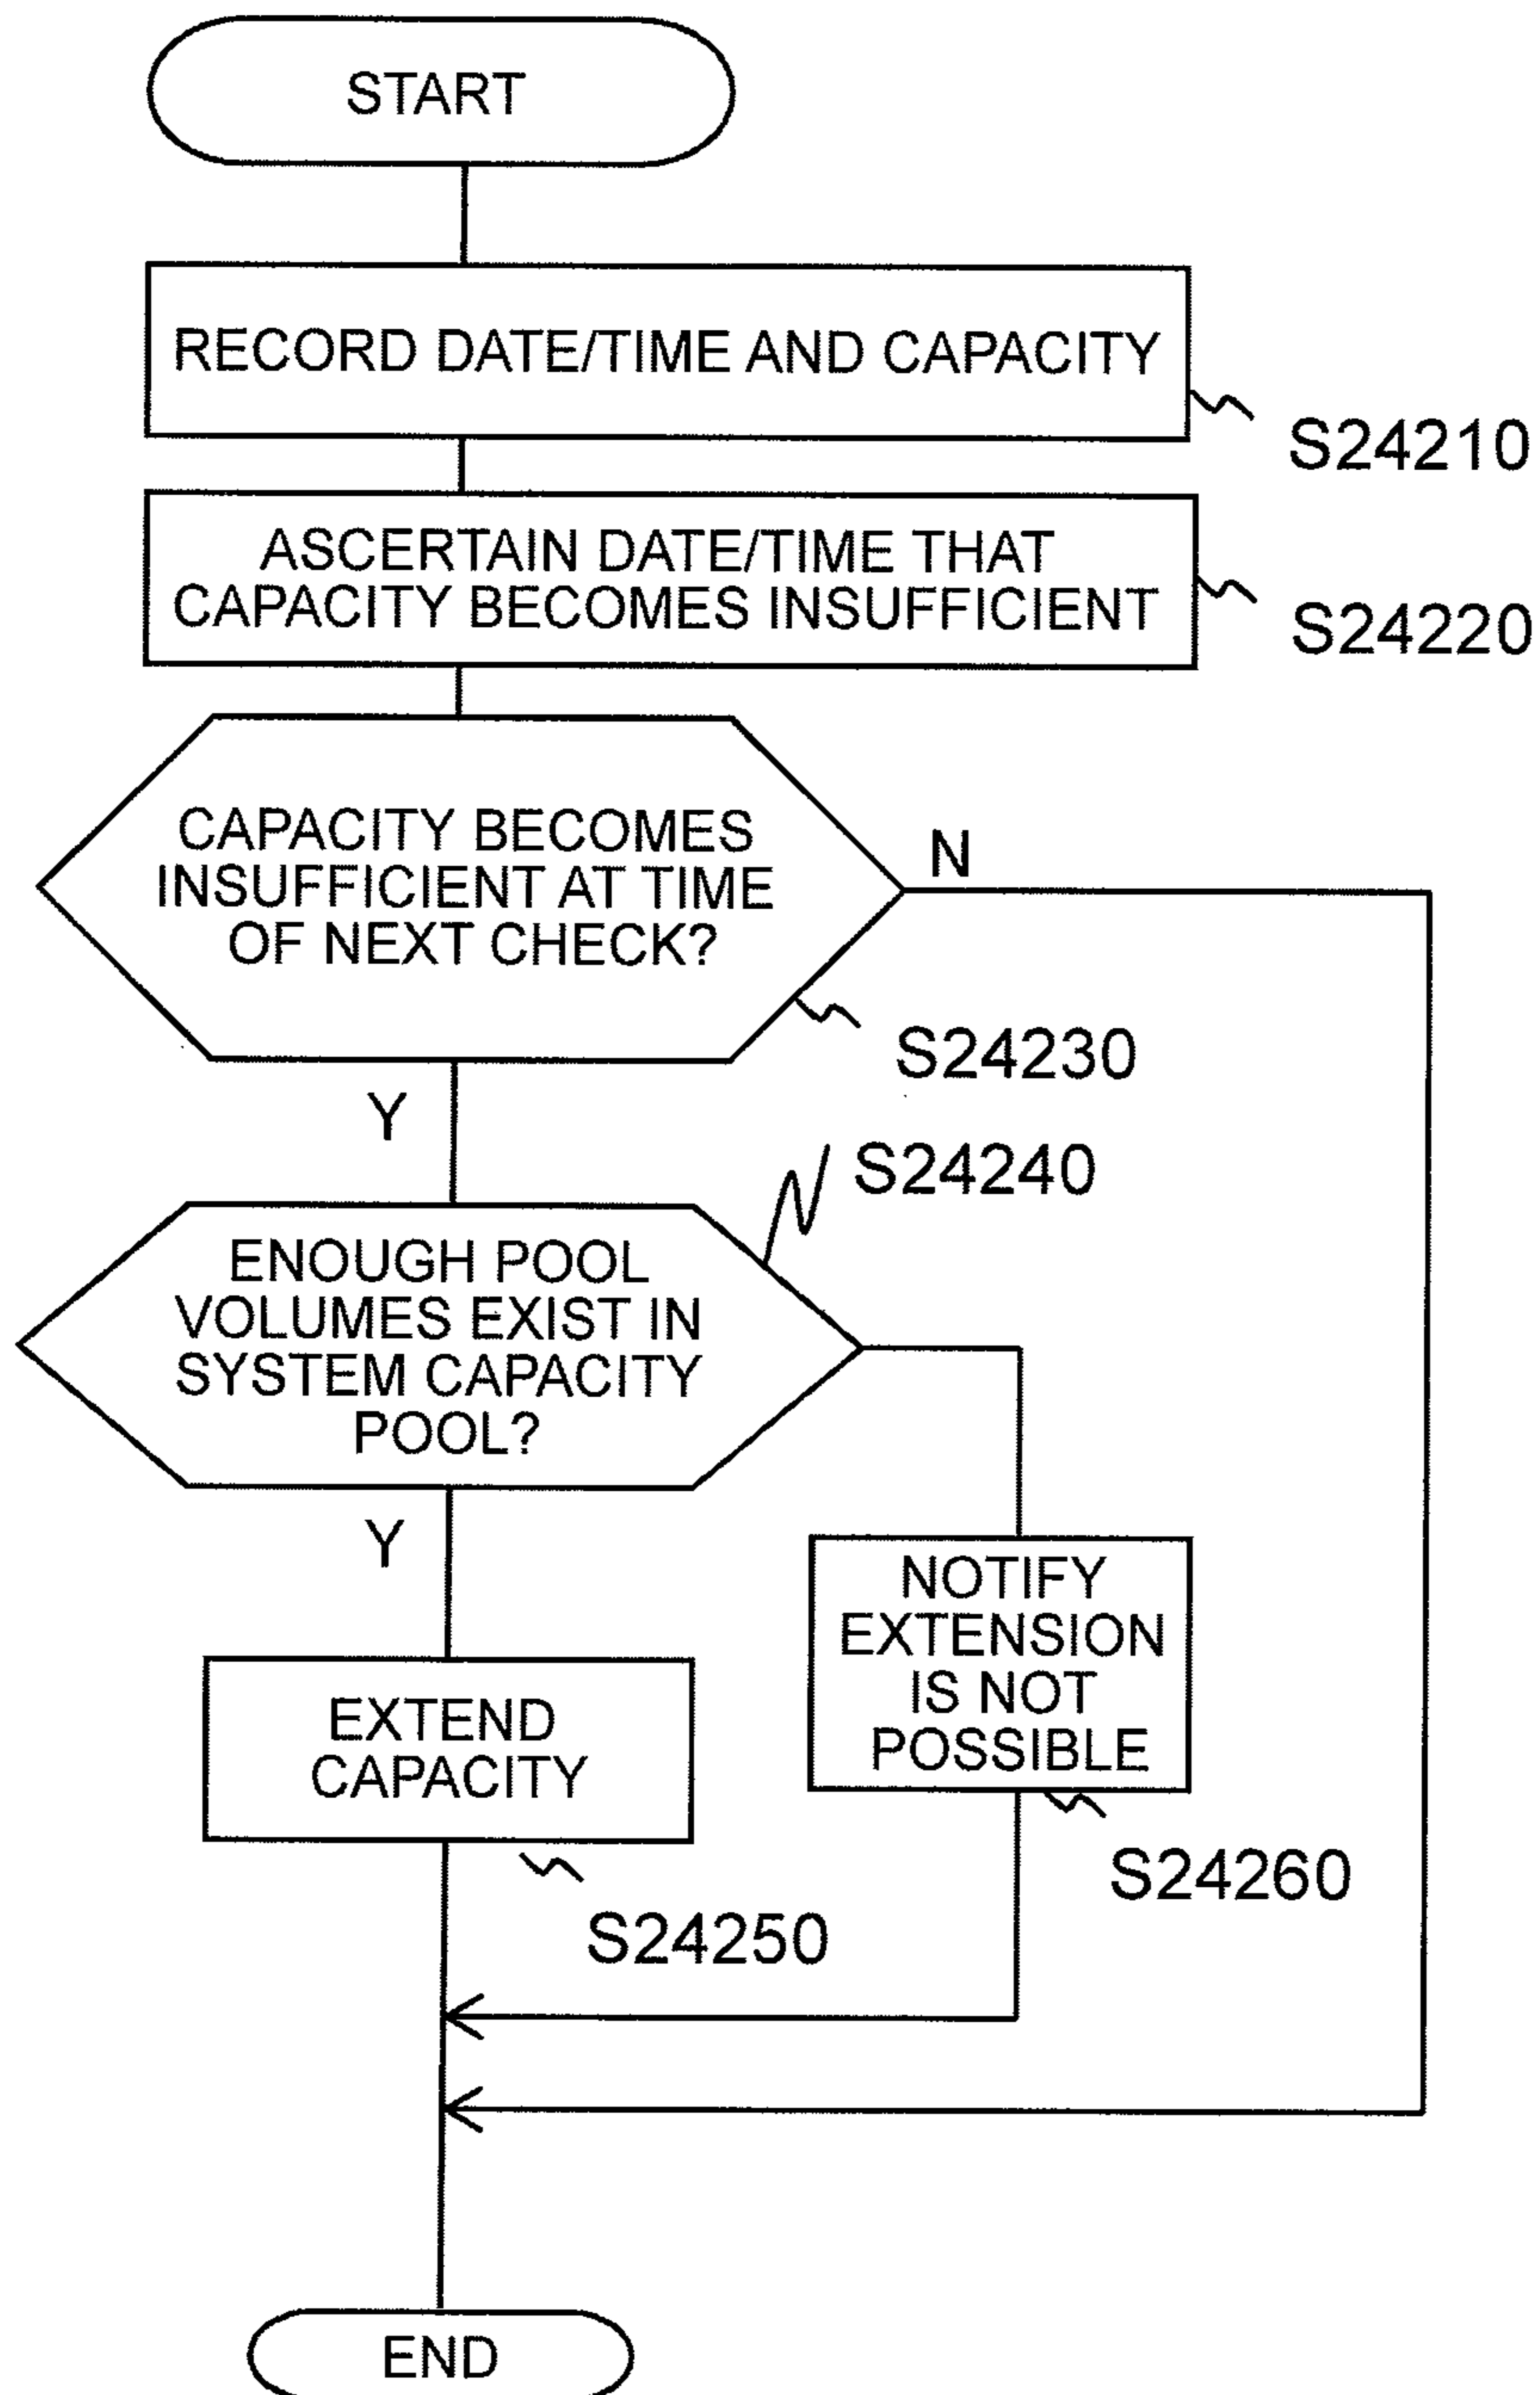 START
RECORD DATE/TIME AND CAPACITY
S24210
ASCERTAIN DATE/TIME THAT
CAPACITY BECOMES INSUFFICIENT
S24220
CAPACITY BECOMES
INSUFFICIENT AT TIME
OF NEXT CHECK?
N
S24230
Y
S24240
ENOUGH POOL
VOLUMES EXIST IN
SYSTEM CAPACITY
POOL?
Y
NOTIFY
EXTENSION
IS NOT
POSSIBLE
S24260
EXTEND
CAPACITY
S24250
END